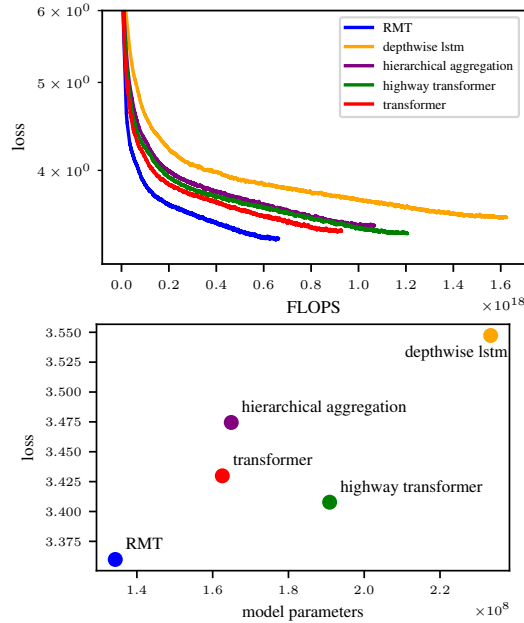 6 × 10⁰
5 × 10⁰
4 × 10⁰
loss
RMT
depthwise lstm
hierarchical aggregation
highway transformer
transformer
0.0 0.2 0.4 0.6 0.8 1.0 1.2 1.4 1.6
FLOPS
×10¹⁸
3.550
3.525
3.500
3.475
3.450
3.425
3.400
3.375
loss
depthwise lstm
hierarchical aggregation
transformer
highway transformer
RMT
1.4 1.6 1.8 2.0 2.2
model parameters
×10⁸